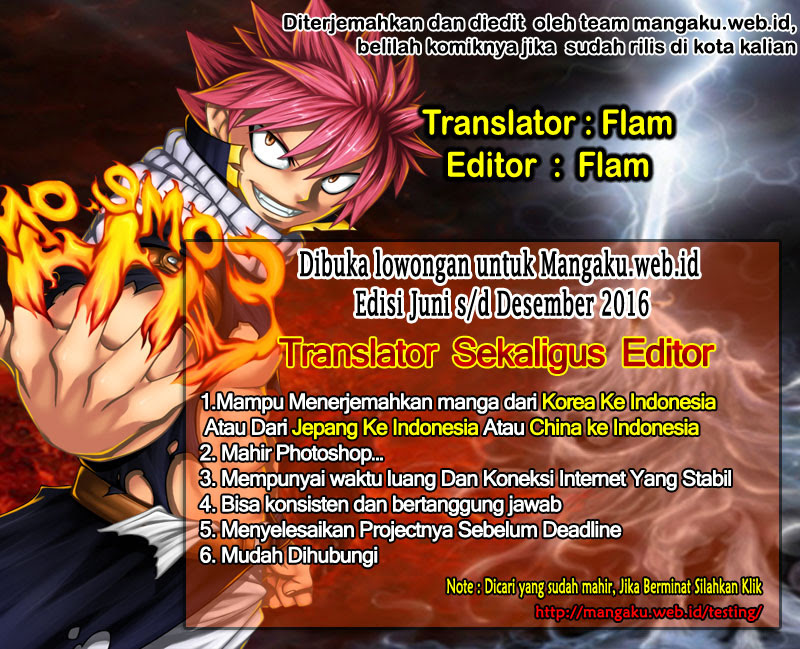 Diterjemahkan dan diedit oleh team mangaku.web.id,
belilah komiknya jika sudah rilis di kota kalian
Translator : Flam
Editor : Flam
COME ON
Dibuka lowongan untuk Mangaku.web.id
Edisi Juni s/d Desember 2016
Translator Sekaligus Editor
1.Mampu Menerjemahkan manga dari Korea Ke Indonesia
Atau Dari Jepang Ke Indonesia Atau China ke Indonesia
2. Mahir Photoshop...
3. Mempunyai waktu luang Dan Koneksi Internet Yang Stabil
4. Bisa konsisten dan bertanggung jawab
5. Menyelesaikan Projectnya Sebelum Deadline
6. Mudah Dihubungi
Note : Dicari yang sudah mahir, Jika Berminat Silahkan Klik
http://mangaku.web.id/testing/